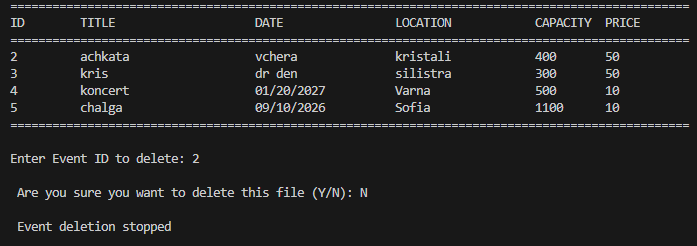 ================================================================================================
ID TITLE DATE LOCATION CAPACITY PRICE
================================================================================================
2 achkata vchera kristali 400 50
3 kris dr den silistra 300 50
4 koncert 01/20/2027 Varna 500 10
5 chalga 09/10/2026 Sofia 1100 10
================================================================================================
Enter Event ID to delete: 2
Are you sure you want to delete this file (Y/N): N
Event deletion stopped